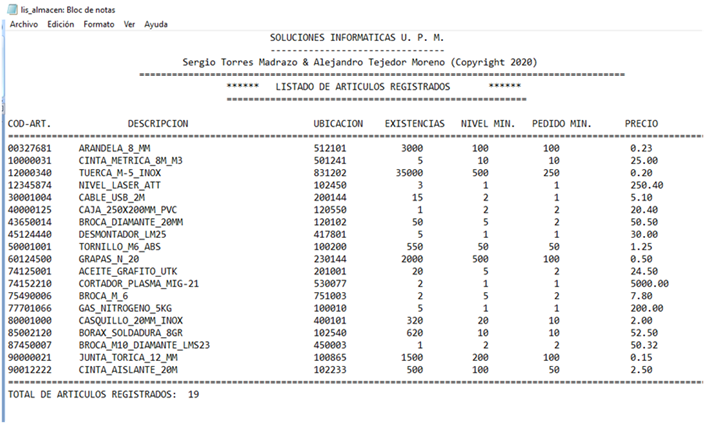 lis_almacen: Bloc de notas
Archivo Edición Formato Ver Ayuda
SOLUCIONES INFORMATICAS U. P. M.
--------------------------------
Sergio Torres Madrazo & Alejandro Tejedor Moreno (Copyright 2020)
================================================================================
****** LISTADO DE ARTICULOS REGISTRADOS ******
==================================================
COD-ART. DESCRIPCION UBICACION EXISTENCIAS NIVEL MIN. PEDIDO MIN. PRECIO
================================================================================
00327681 ARANDELA_8_MM 512101 3000 100 100 0.23
10000031 CINTA_METRICA_8M_M3 501241 5 10 10 25.00
12000340 TUERCA_M-5_INOX 831202 35000 500 250 0.20
12345874 NIVEL_LASER_ATT 102450 3 1 1 250.40
30001004 CABLE_USB_2M 200144 15 2 1 5.10
40000125 CAJA_250X200MM_PVC 120550 1 2 2 20.40
43650014 BROCA_DIAMANTE_20MM 120102 50 5 2 50.50
45124440 DESMONTADOR_LM25 417801 5 1 1 30.00
50001001 TORNILLO_M6_ABS 100200 550 50 50 1.25
60124500 GRAPAS_N_20 230144 2000 500 100 0.50
74125001 ACEITE_GRAFITO_UTK 201001 20 5 2 24.50
74152210 CORTADOR_PLASMA_MIG-21 530077 2 1 1 5000.00
75490006 BROCA_M_6 751003 2 5 2 7.80
77701066 GAS_NITROGENO_5KG 100010 5 1 1 200.00
80001000 CASQUILLO_20MM_INOX 400101 320 20 10 2.00
85002120 BORAX_SOLDADURA_8GR 102540 620 10 10 52.50
87450007 BROCA_M10_DIAMANTE_LMS23 450003 1 2 2 50.32
90000021 JUNTA_TORICA_12_MM 100865 1500 200 100 0.15
90012222 CINTA_AISLANTE_20M 102233 500 100 50 2.50
================================================================================
TOTAL DE ARTICULOS REGISTRADOS: 19